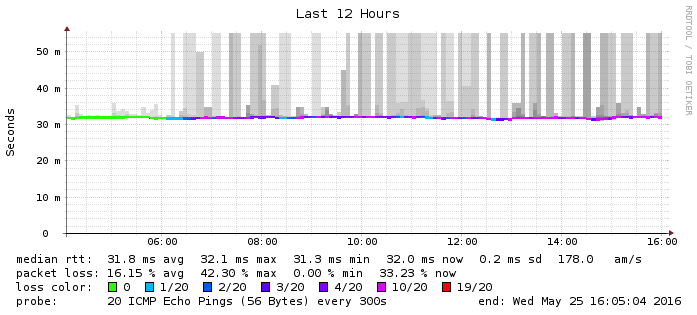 Last 12 Hours
RRDTOOL / TOBI OETIKER
Seconds
50 m
40 m
30 m
20 m
10 m
0
06:00 08:00 10:00 12:00 14:00 16:00
median rtt: 31.8 ms avg 32.1 ms max 31.3 ms min 32.0 ms now 0.2 ms sd 178.0 am/s
packet loss: 16.15 % avg 42.30 % max 0.00 % min 33.23 % now
loss color: 0 1/20 2/20 3/20 4/20 10/20 19/20
probe: 20 ICMP Echo Pings (56 Bytes) every 300s end: Wed May 25 16:05:04 2016